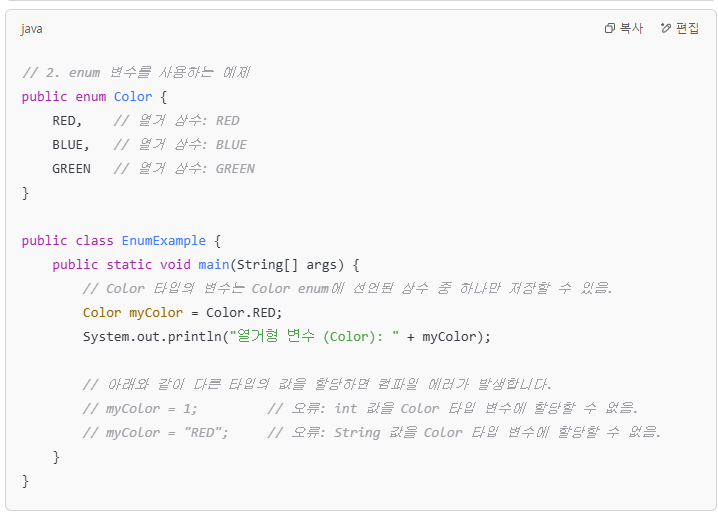 java 복사 편집
// 2. enum 변수를 사용하는 예제
public enum Color {
    RED,    // 열거 상수: RED
    BLUE,   // 열거 상수: BLUE
    GREEN   // 열거 상수: GREEN
}
public class EnumExample {
    public static void main(String[] args) {
        // Color 타입의 변수는 Color enum에 선언된 상수 중 하나만 저장할 수 있음.
        Color myColor = Color.RED;
        System.out.println("열거형 변수 (Color): " + myColor);
        // 아래와 같이 다른 타입의 값을 할당하면 컴파일 에러가 발생합니다.
        // myColor = 1;         // 오류: int 값을 Color 타입 변수에 할당할 수 없음.
        // myColor = "RED";     // 오류: String 값을 Color 타입 변수에 할당할 수 없음.
    }
}